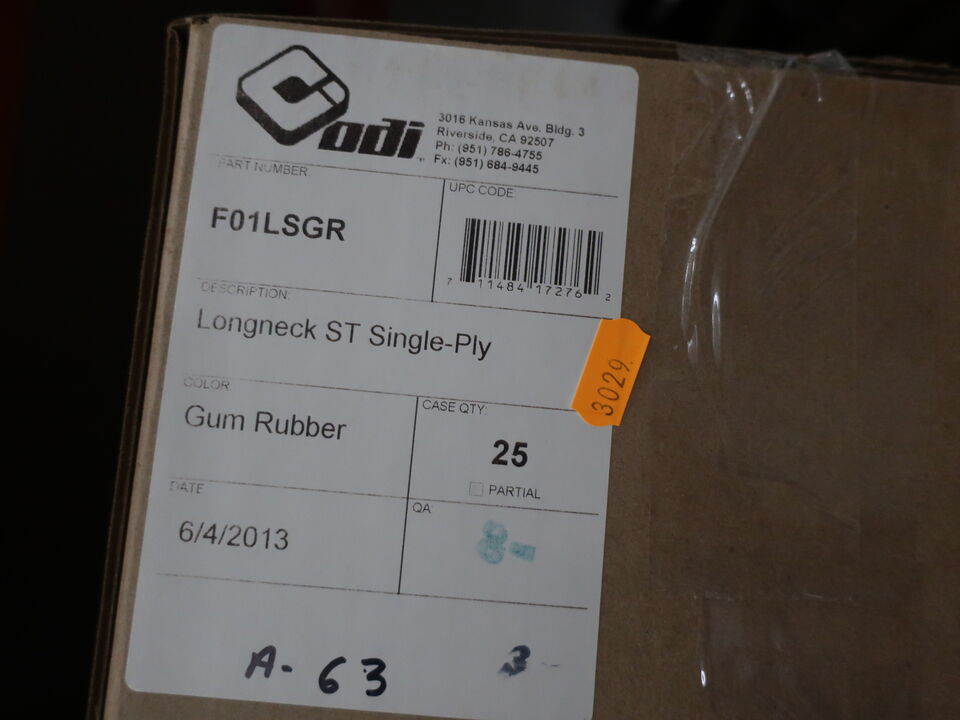 odi
3016 Kansas Ave. Bldg. 3
Riverside, CA 92507
Ph: (951) 786-4755
Fx: (951) 684-9445
PART NUMBER:
F01LSGR
UPC CODE:
7 11484 17276 2
DESCRIPTION:
Longneck ST Single-Ply
3029.
COLOR
Gum Rubber
CASE QTY:
25
PARTIAL
DATE
6/4/2013
QA
8-
A-63
3